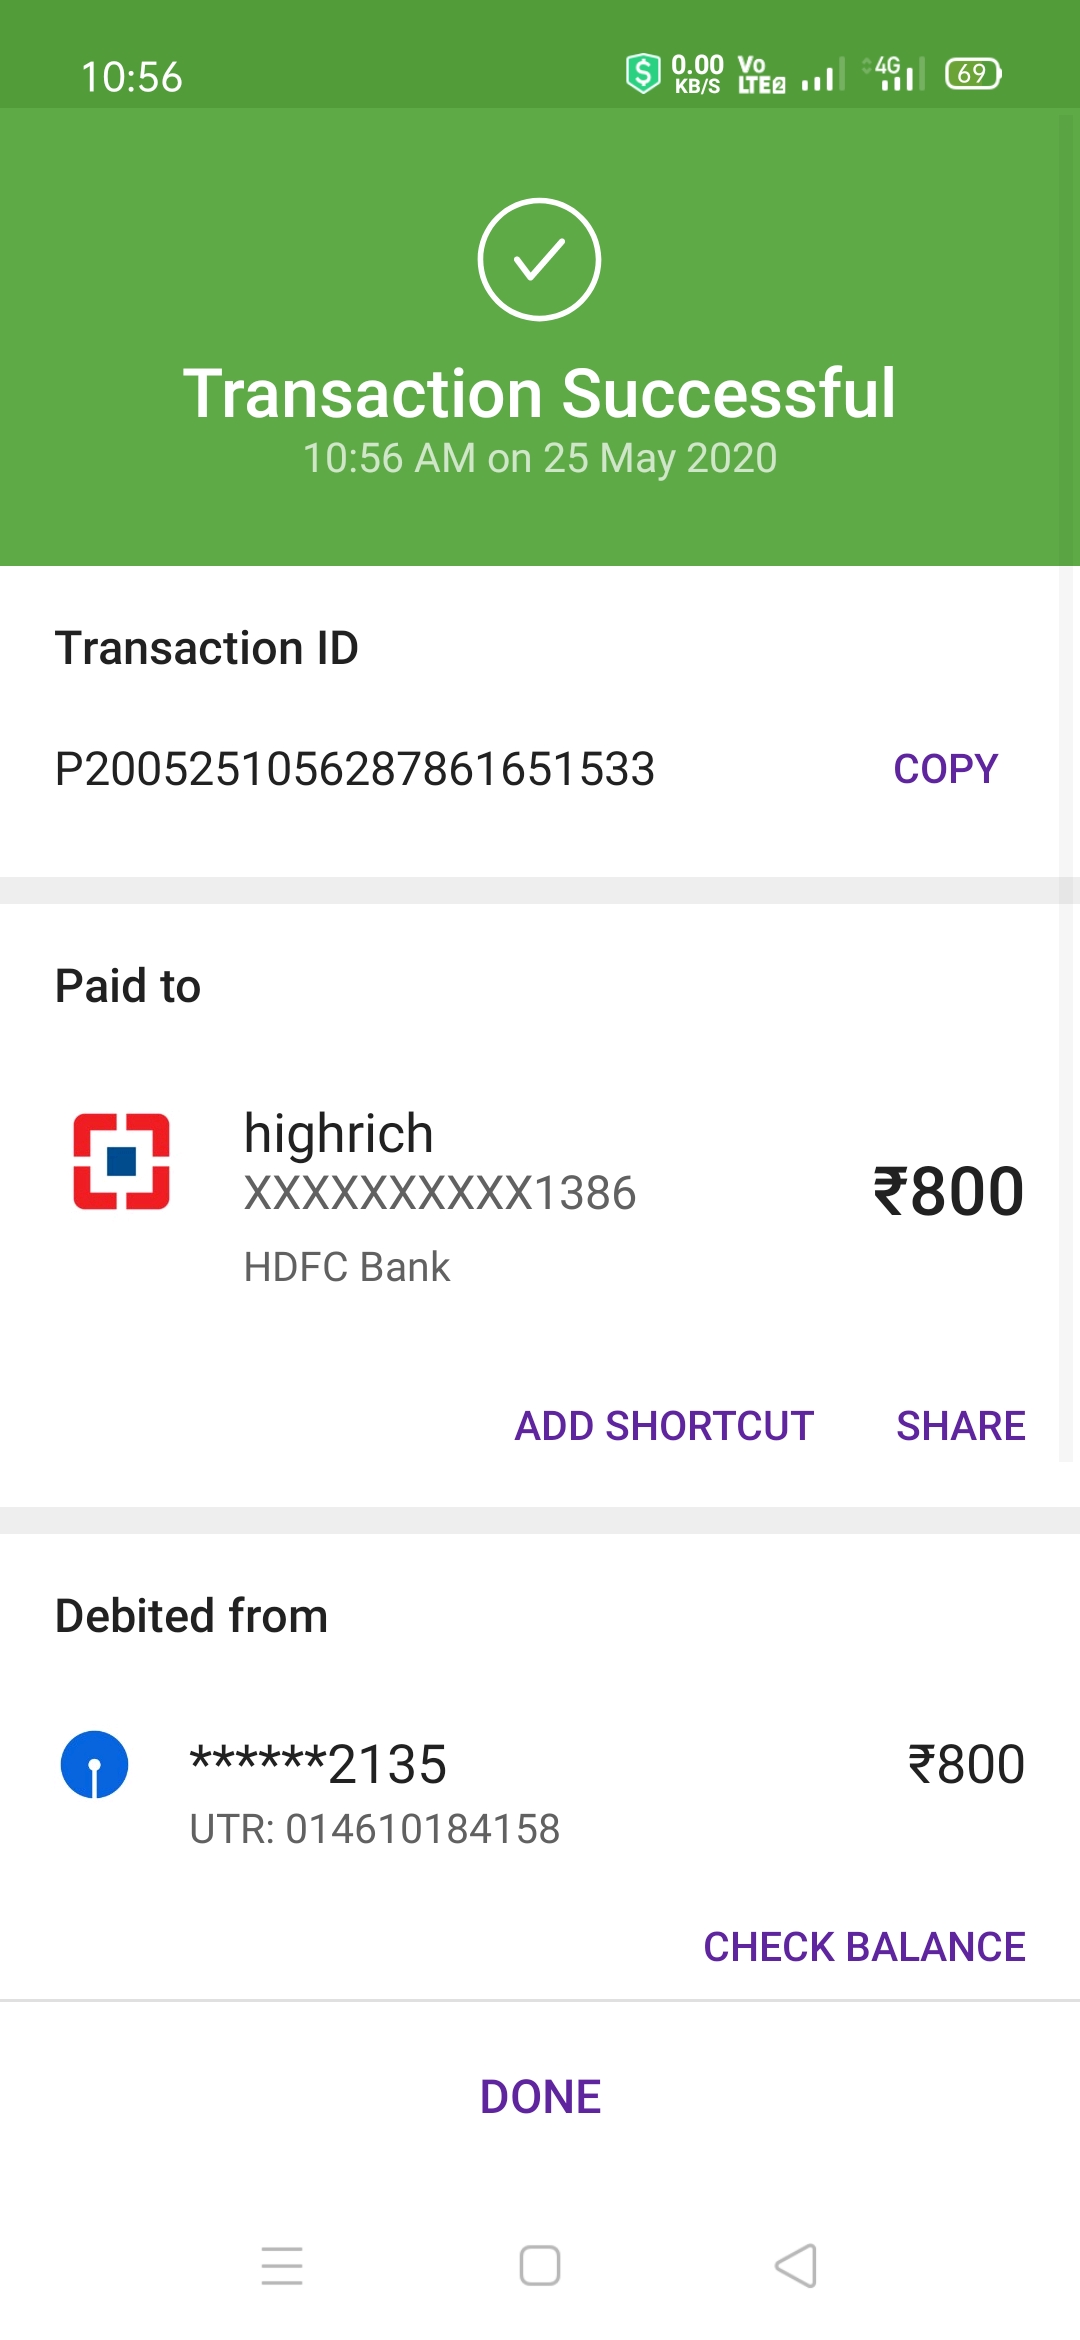 10:56
0.00 KB/S Vo LTE2 4G 69
Transaction Successful
10:56 AM on 25 May 2020
Transaction ID
P2005251056287861651533 COPY
Paid to
highrich
XXXXXXXXXX1386 ₹800
HDFC Bank
ADD SHORTCUT SHARE
Debited from
******2135 ₹800
UTR: 014610184158
CHECK BALANCE
DONE